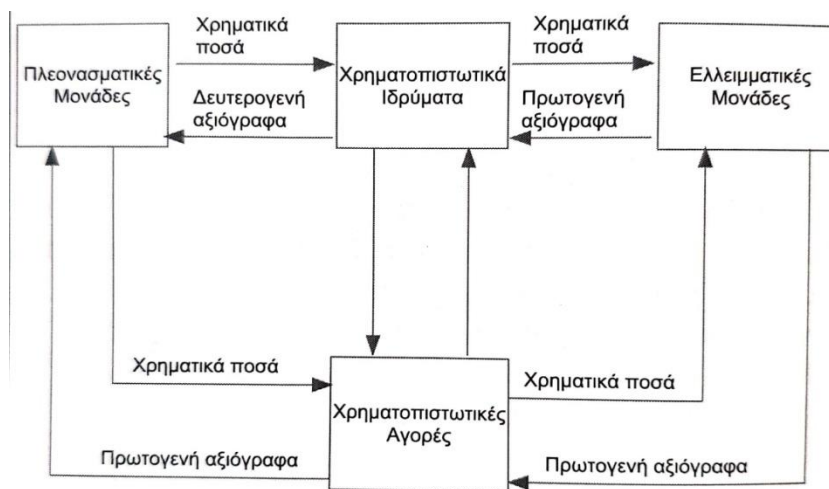 Χρηματικά
ποσά
Χρηματικά
ποσά
Πλεονασματικές
Μονάδες
Χρηματοπιστωτικά
Ιδρύματα
Ελλειμματικές
Μονάδες
Δευτερογενή
αξιόγραφα
Πρωτογενή
αξιόγραφα
Χρηματικά ποσά
Χρηματικά ποσά
Χρηματοπιστωτικές
Αγορές
Πρωτογενή αξιόγραφα
Πρωτογενή αξιόγραφα